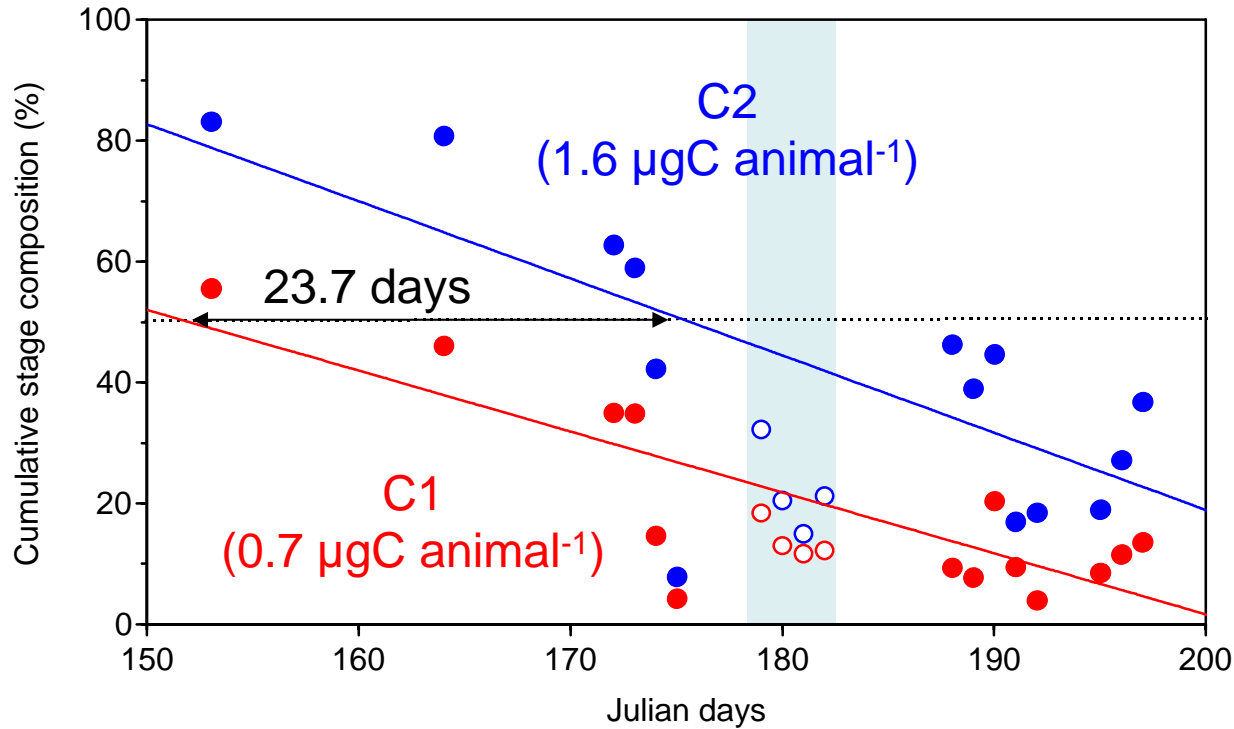 100
80
60
40
20
0
Cumulative stage composition (%)
C2
(1.6 µgC animal⁻¹)
23.7 days
C1
(0.7 µgC animal⁻¹)
150 160 170 180 190 200
Julian days